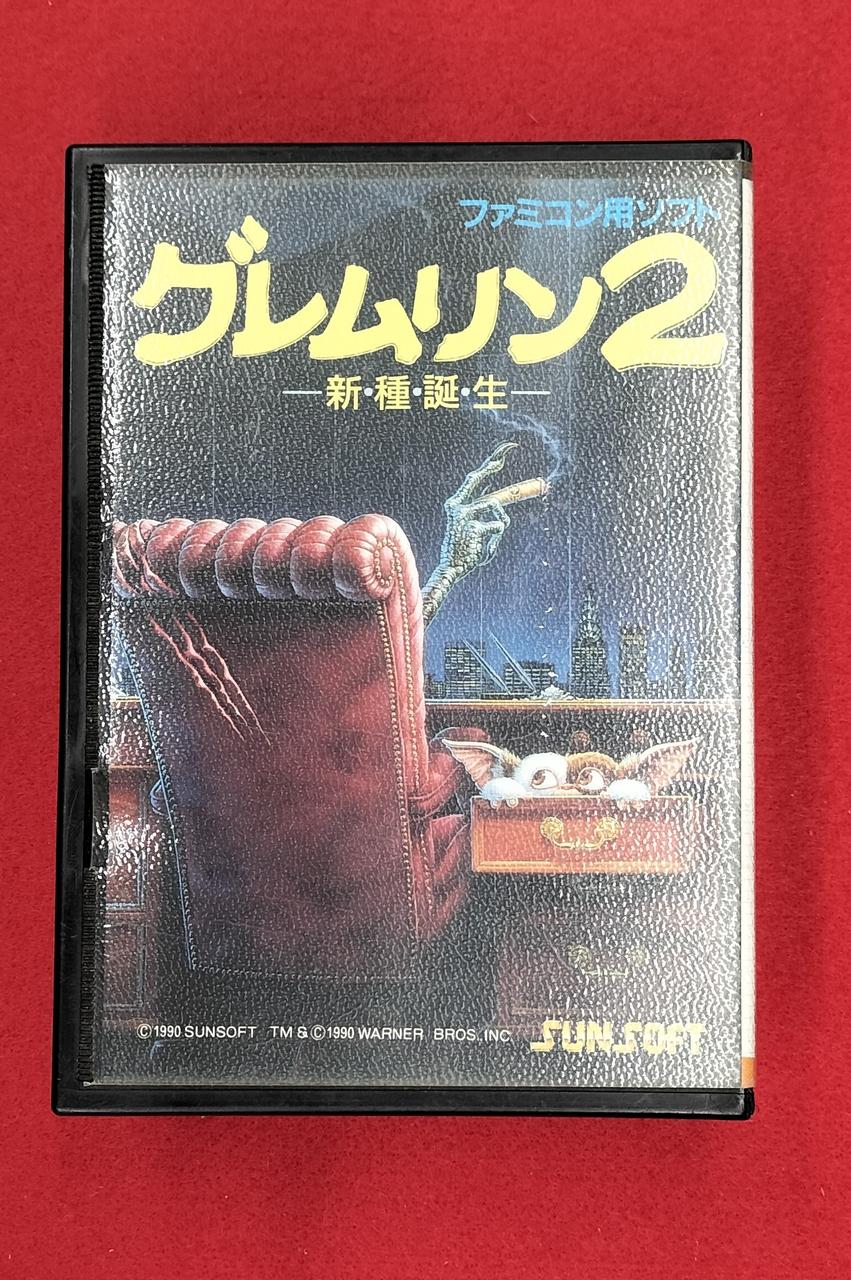 ファミコン用ソフト
グレムリン2
—新・種・誕・生—
©1990 SUNSOFT TM & ©1990 WARNER BROS. INC
SUNSOFT